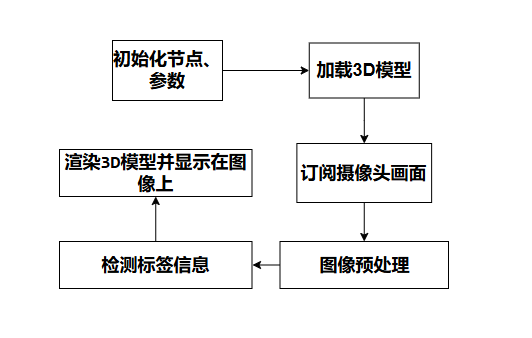 初始化节点、
参数
加载3D模型
订阅摄像头画面
图像预处理
检测标签信息
渲染3D模型并显示在图
像上